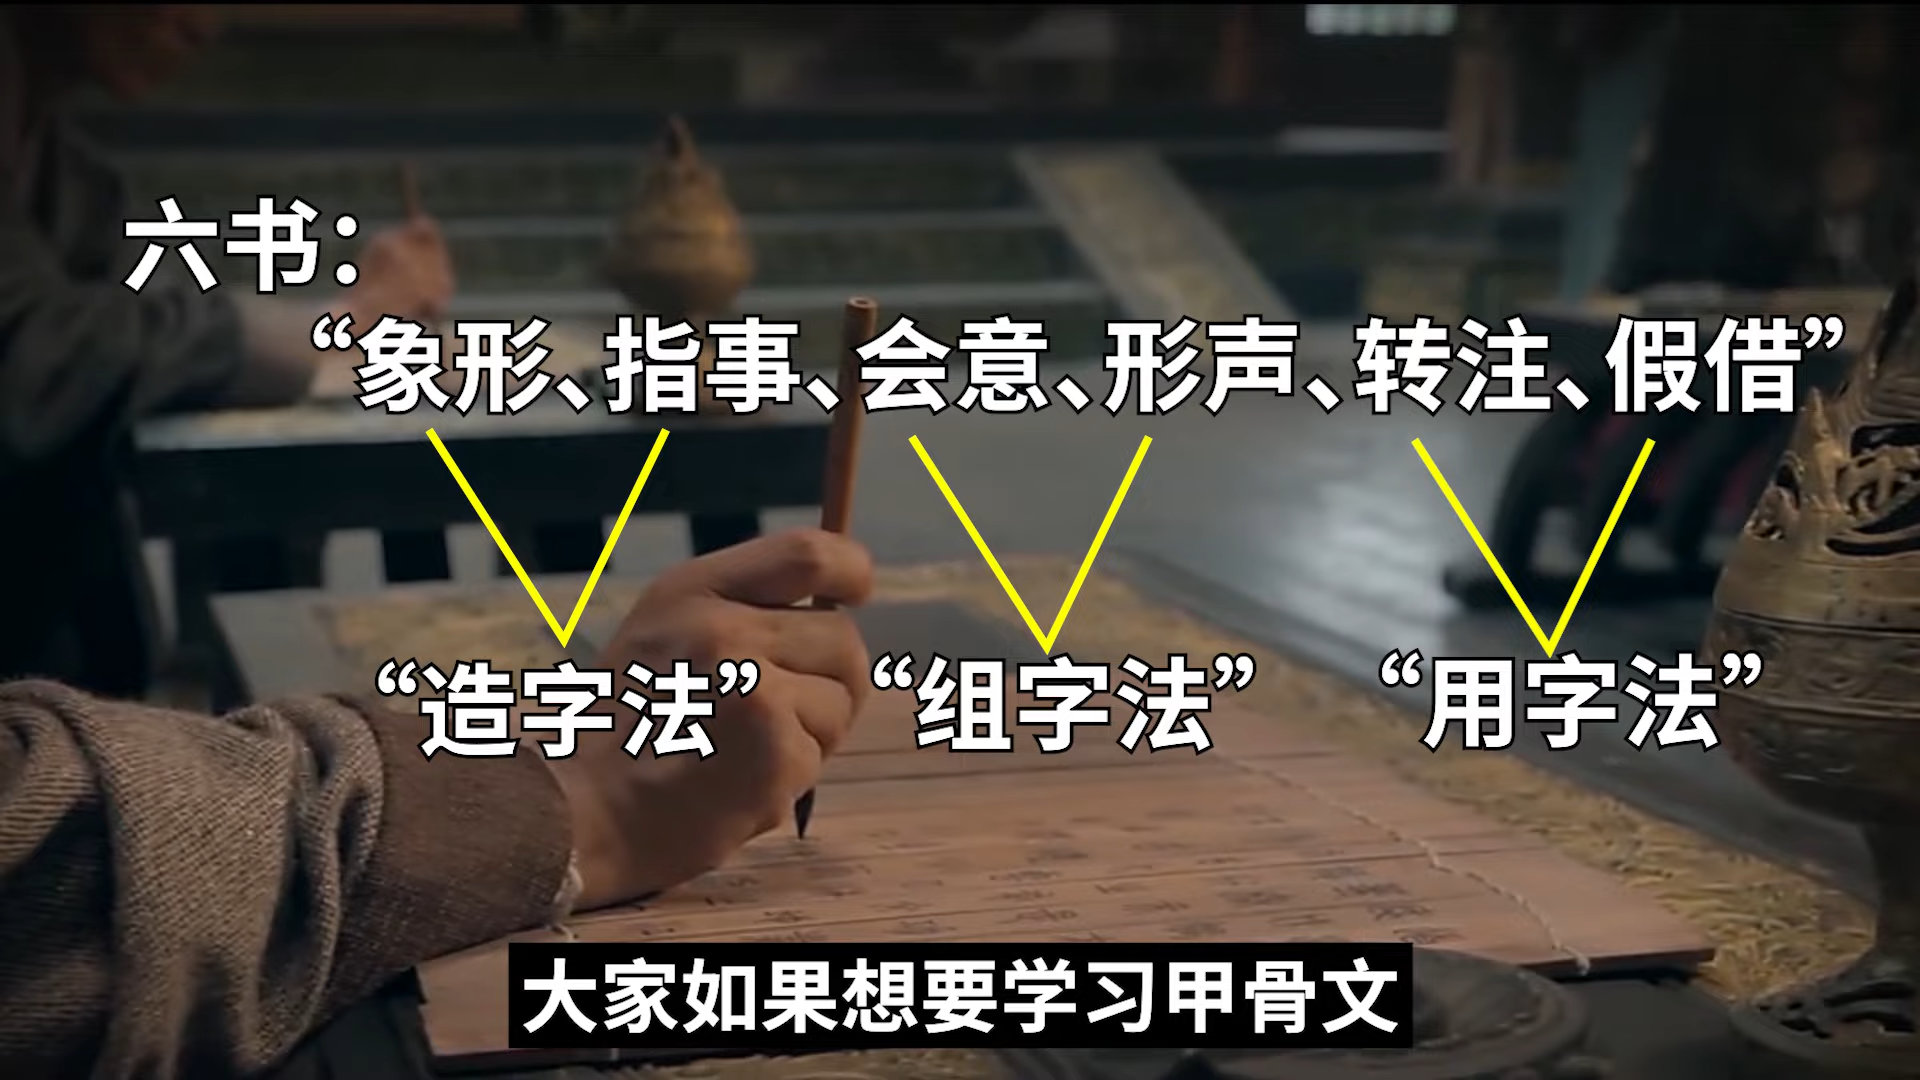 六书：
“象形、指事、会意、形声、转注、假借”
“造字法” “组字法” “用字法”
大家如果想要学习甲骨文